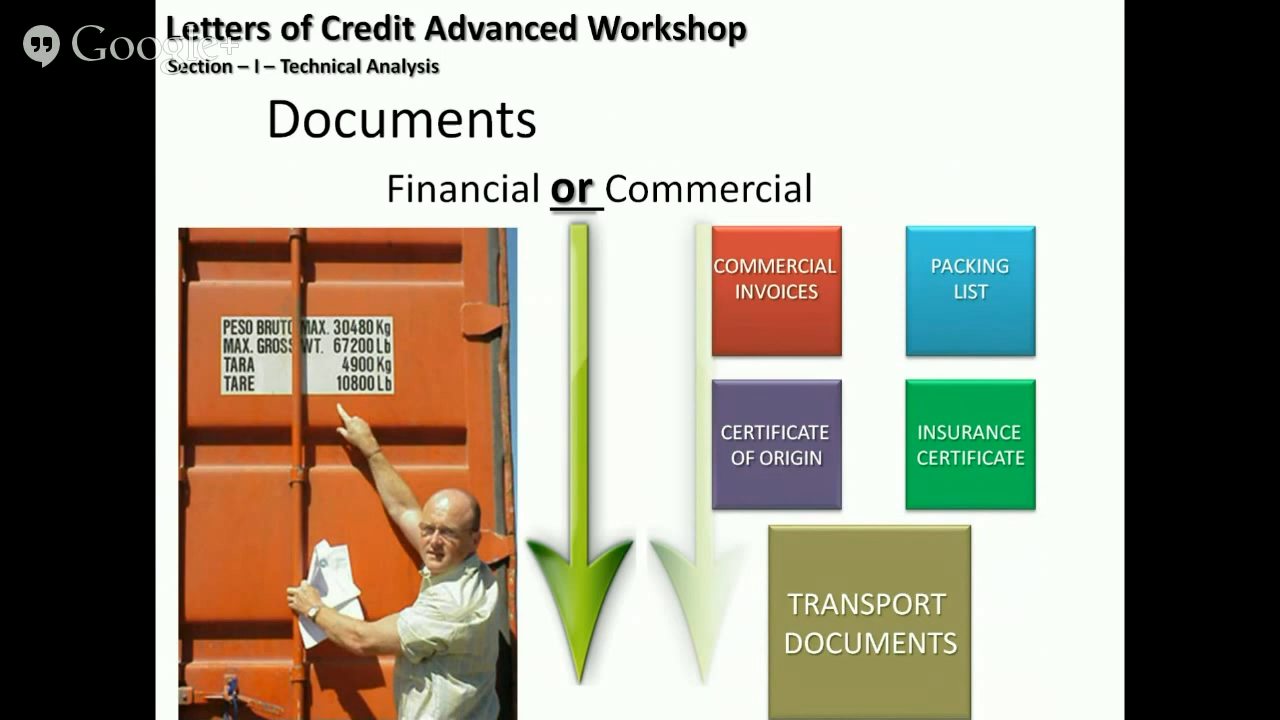 Letters of Credit Advanced Workshop
Google+
Section – I – Technical Analysis
Documents
Financial or Commercial
COMMERCIAL
INVOICES
PACKING
LIST
PESO BRUTO MAX. 30480 Kg
MAX. GROSS WT. 67200 Lb
TARA 4900 Kg
TARE 10800 Lb
CERTIFICATE
OF ORIGIN
INSURANCE
CERTIFICATE
TRANSPORT
DOCUMENTS